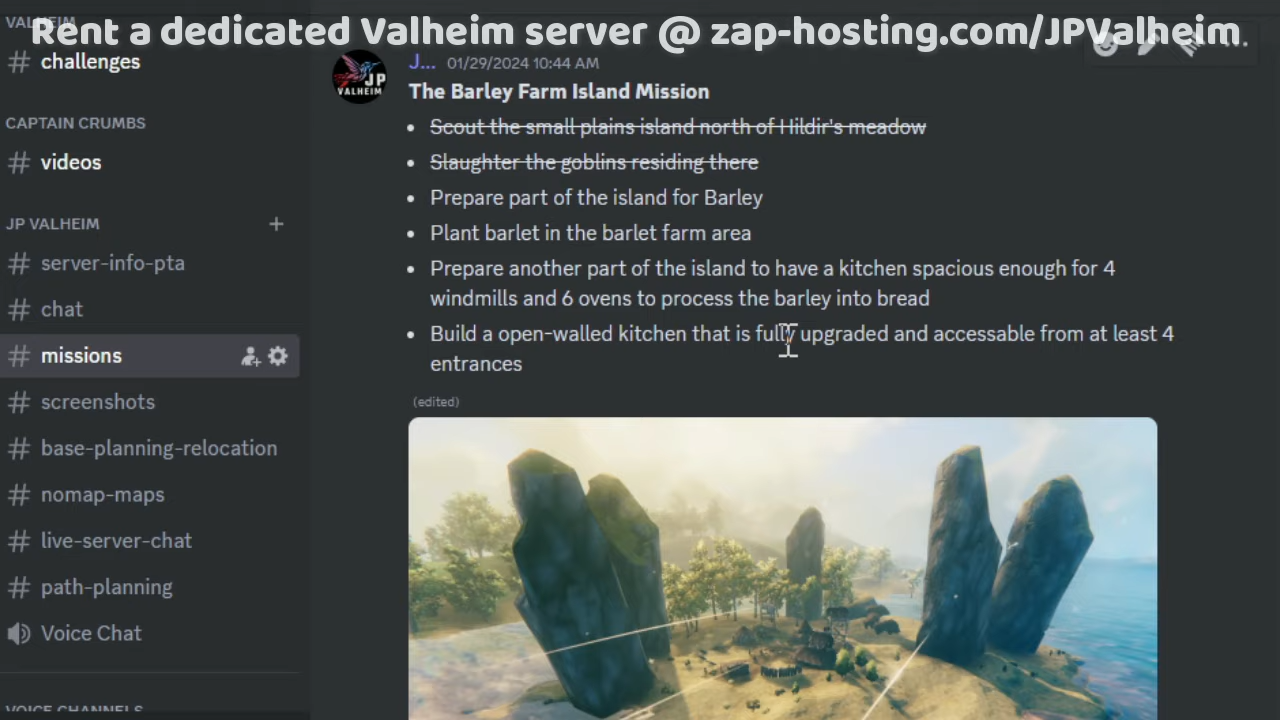 VALHEIM
Rent a dedicated Valheim server @ zap-hosting.com/JPValheim
challenges
CAPTAIN CRUMBS
videos
JP VALHEIM
server-info-pta
chat
missions
screenshots
base-planning-relocation
nomap-maps
live-server-chat
path-planning
Voice Chat
VOICE CHANNELS
JP
VALHEIM
J... 01/29/2024 10:44 AM
The Barley Farm Island Mission
Scout the small plains island north of Hildir's meadow
Slaughter the goblins residing there
Prepare part of the island for Barley
Plant barlet in the barlet farm area
Prepare another part of the island to have a kitchen spacious enough for 4
windmills and 6 ovens to process the barley into bread
Build a open-walled kitchen that is fully upgraded and accessable from at least 4
entrances
(edited)